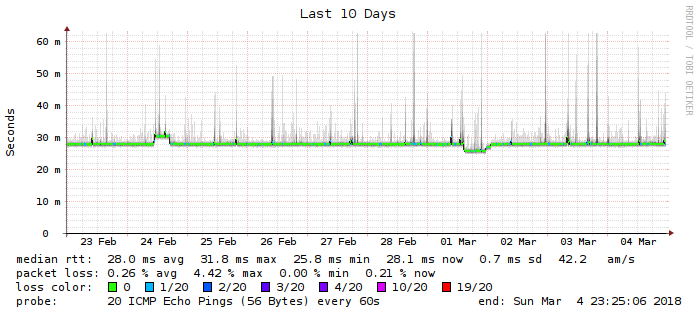 Last 10 Days
RRDTOOL / TOBI OETIKER
Seconds
60 m
50 m
40 m
30 m
20 m
10 m
0
23 Feb 24 Feb 25 Feb 26 Feb 27 Feb 28 Feb 01 Mar 02 Mar 03 Mar 04 Mar
median rtt: 28.0 ms avg 31.8 ms max 25.8 ms min 28.1 ms now 0.7 ms sd 42.2 am/s
packet loss: 0.26 % avg 4.42 % max 0.00 % min 0.21 % now
loss color: 0 1/20 2/20 3/20 4/20 10/20 19/20
probe: 20 ICMP Echo Pings (56 Bytes) every 60s end: Sun Mar 4 23:25:06 2018